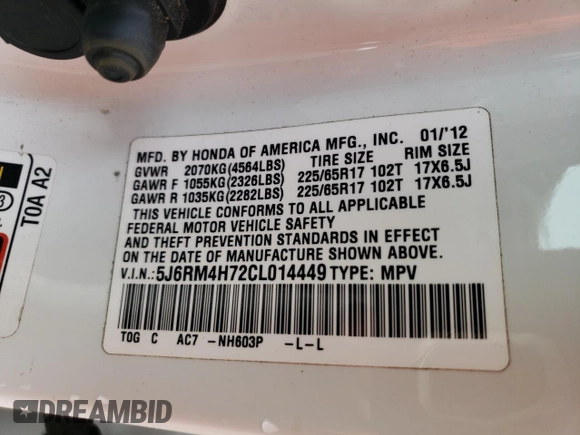 MFD. BY HONDA OF AMERICA MFG., INC. 01/'12
GVWR 2070KG(4564LBS) TIRE SIZE RIM SIZE
GAWR F 1055KG(2326LBS) 225/65R17 102T 17X6.5J
GAWR R 1035KG(2282LBS) 225/65R17 102T 17X6.5J
THIS VEHICLE CONFORMS TO ALL APPLICABLE
FEDERAL MOTOR VEHICLE SAFETY
AND THEFT PREVENTION STANDARDS IN EFFECT
ON THE DATE OF MANUFACTURE SHOWN ABOVE.
V.I.N.: 5J6RM4H72CL014449 TYPE: MPV
T0G C AC7 -NH603P -L-L
T0A A2
DREAMBID